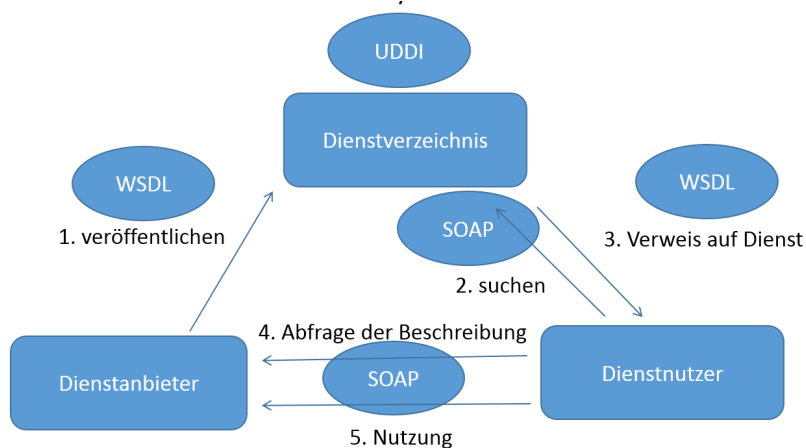 UDDI
Dienstverzeichnis
WSDL
WSDL
1. veröffentlichen
SOAP
3. Verweis auf Dienst
2. suchen
4. Abfrage der Beschreibung
Dienstanbieter
SOAP
Dienstnutzer
5. Nutzung